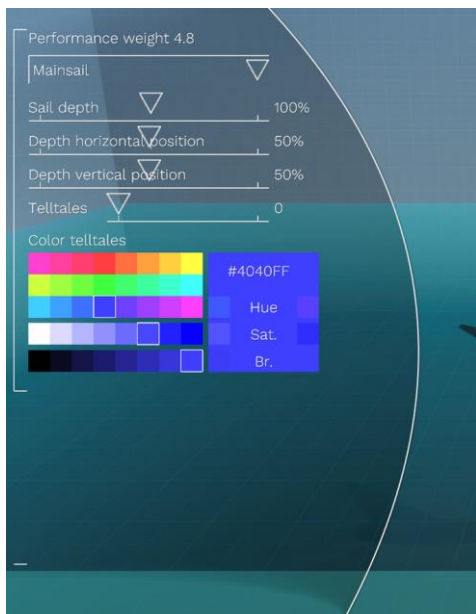 Performance weight 4.8
Mainsail
Sail depth 100%
Depth horizontal position 50%
Depth vertical position 50%
Telltales 0
Color telltales
#4040FF
Hue
Sat.
Br.